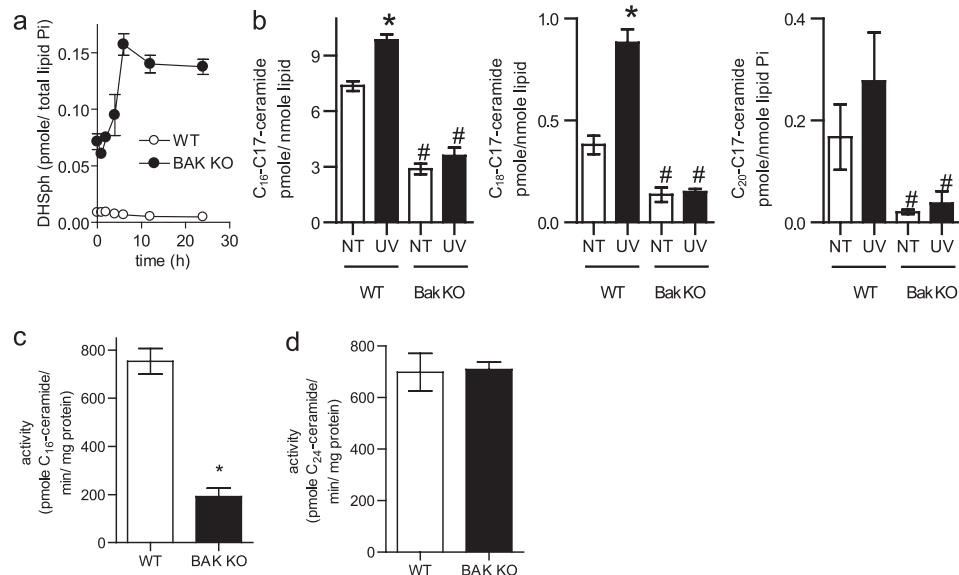 a
DHSph (pmole/ total lipid Pi)
0.15
0.10
0.05
0.00
WT
BAK KO
0 10 20 30
time (h)
b
C16-C17-ceramide
pmole/ nmole lipid
9
6
3
0
*
# #
NT UV NT UV
WT Bak KO
C18-C17-ceramide
pmole/nmole lipid
1.0
0.5
0.0
*
# #
NT UV NT UV
WT Bak KO
C20-C17-ceramide
pmole/nmole lipid Pi
0.4
0.2
0.0
# #
NT UV NT UV
WT Bak KO
c
activity
(pmole C16-ceramide/
min/ mg protein)
800
600
400
200
0
*
WT BAK KO
d
activity
(pmole C24-ceramide/
min/ mg protein)
800
600
400
200
0
WT BAK KO